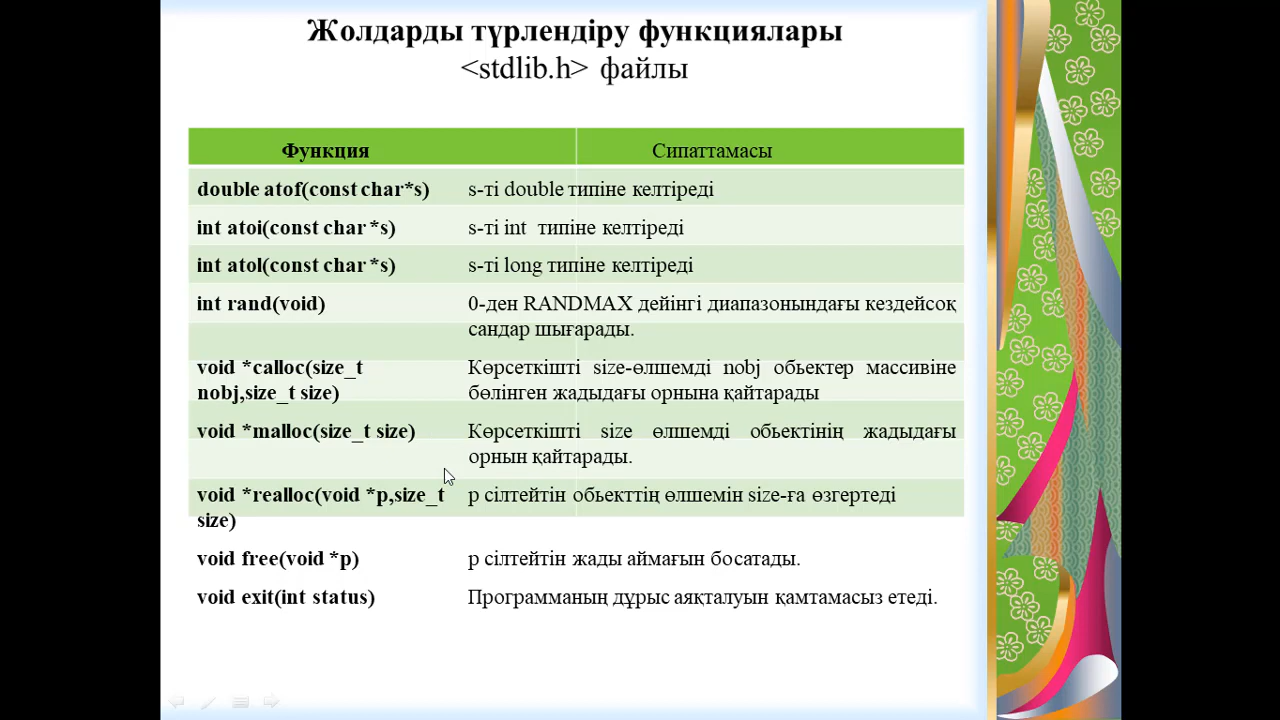 Жолдарды түрлендіру функциялары
<stdlib.h> файлы
Функция Сипаттамасы
double atof(const char*s) s-ті double типіне келтіреді
int atoi(const char *s) s-ті int типіне келтіреді
int atol(const char *s) s-ті long типіне келтіреді
int rand(void) 0-ден RANDMAX дейінгі диапазонындағы кездейсоқ
сандар шығарады.
void *calloc(size_t Көрсеткішті size-өлшемді nobj обьектер массивіне
nobj,size_t size) бөлінген жадыдағы орнына қайтарады
void *malloc(size_t size) Көрсеткішті size өлшемді обьектінің жадыдағы
орнын қайтарады.
void *realloc(void *p,size_t p сілтейтін обьекттің өлшемін size-ға өзгертеді
size)
void free(void *p) p сілтейтін жады аймағын босатады.
void exit(int status) Программаның дұрыс аяқталуын қамтамасыз етеді.